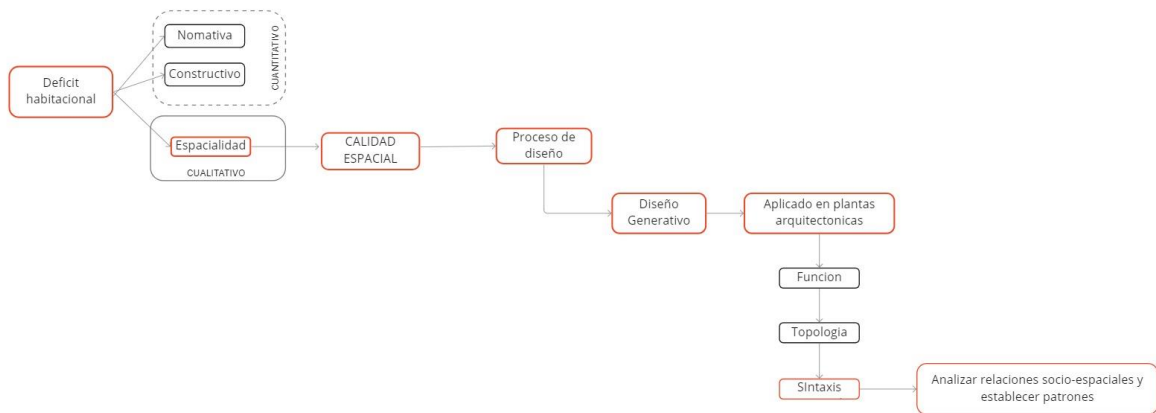 Nomativa
Constructivo
CUANTITATIVO
Deficit
habitacional
Espacialidad
CUALITATIVO
CALIDAD
ESPACIAL
Proceso de
diseño
Diseño
Generativo
Aplicado en plantas
arquitectonicas
Funcion
Topologia
SIntaxis
Analizar relaciones socio-espaciales y
establecer patrones